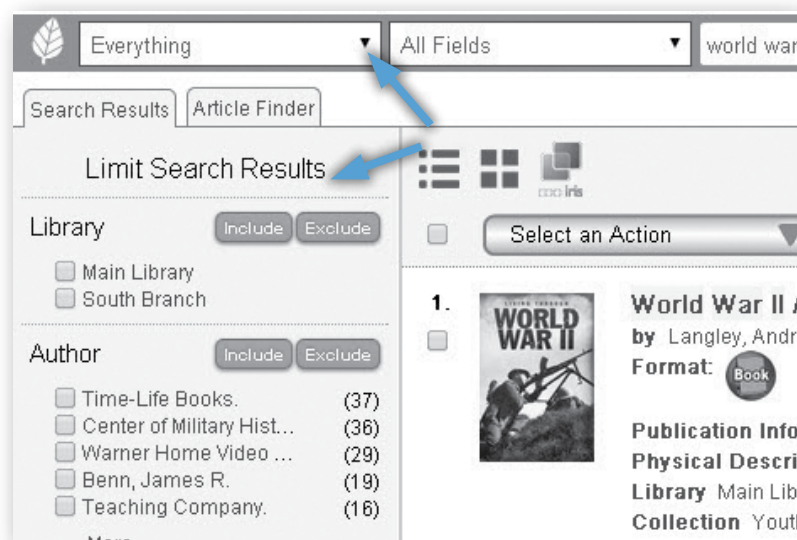 Everything
All Fields
world war
Search Results
Article Finder
Limit Search Results
Library
Include
Exclude
Main Library
South Branch
Author
Include
Exclude
Time-Life Books. (37)
Center of Military Hist... (36)
Warner Home Video ... (29)
Benn, James R. (19)
Teaching Company. (16)
iris
Select an Action
1.
LIVING THROUGH
WORLD
WAR II
World War II
by Langley, Andr
Format: Book
Publication Info
Physical Descri
Library Main Lib
Collection Yout